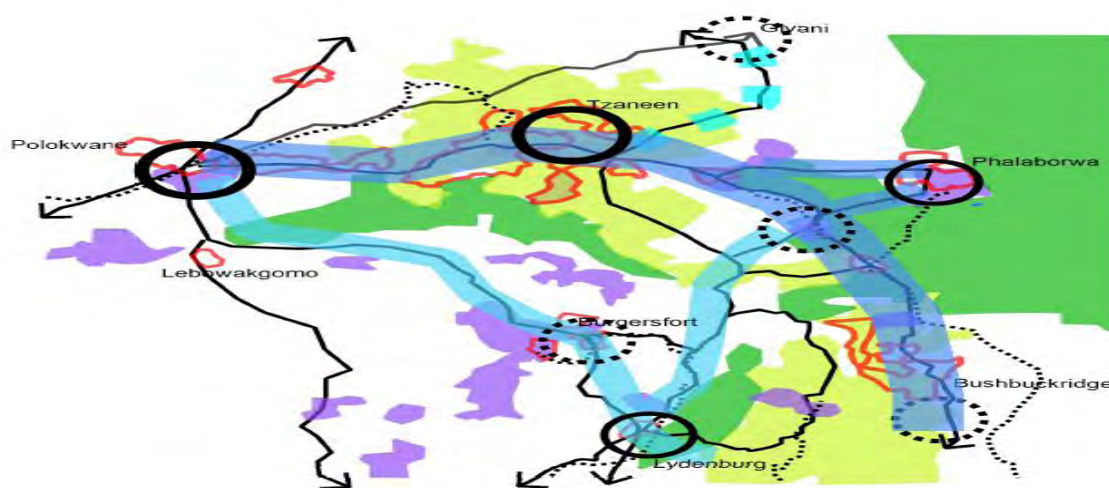 Giyani
Tzaneen
Polokwane
Phalaborwa
Lebowakgomo
Burgersfort
Bushbuckridge
Lydenburg